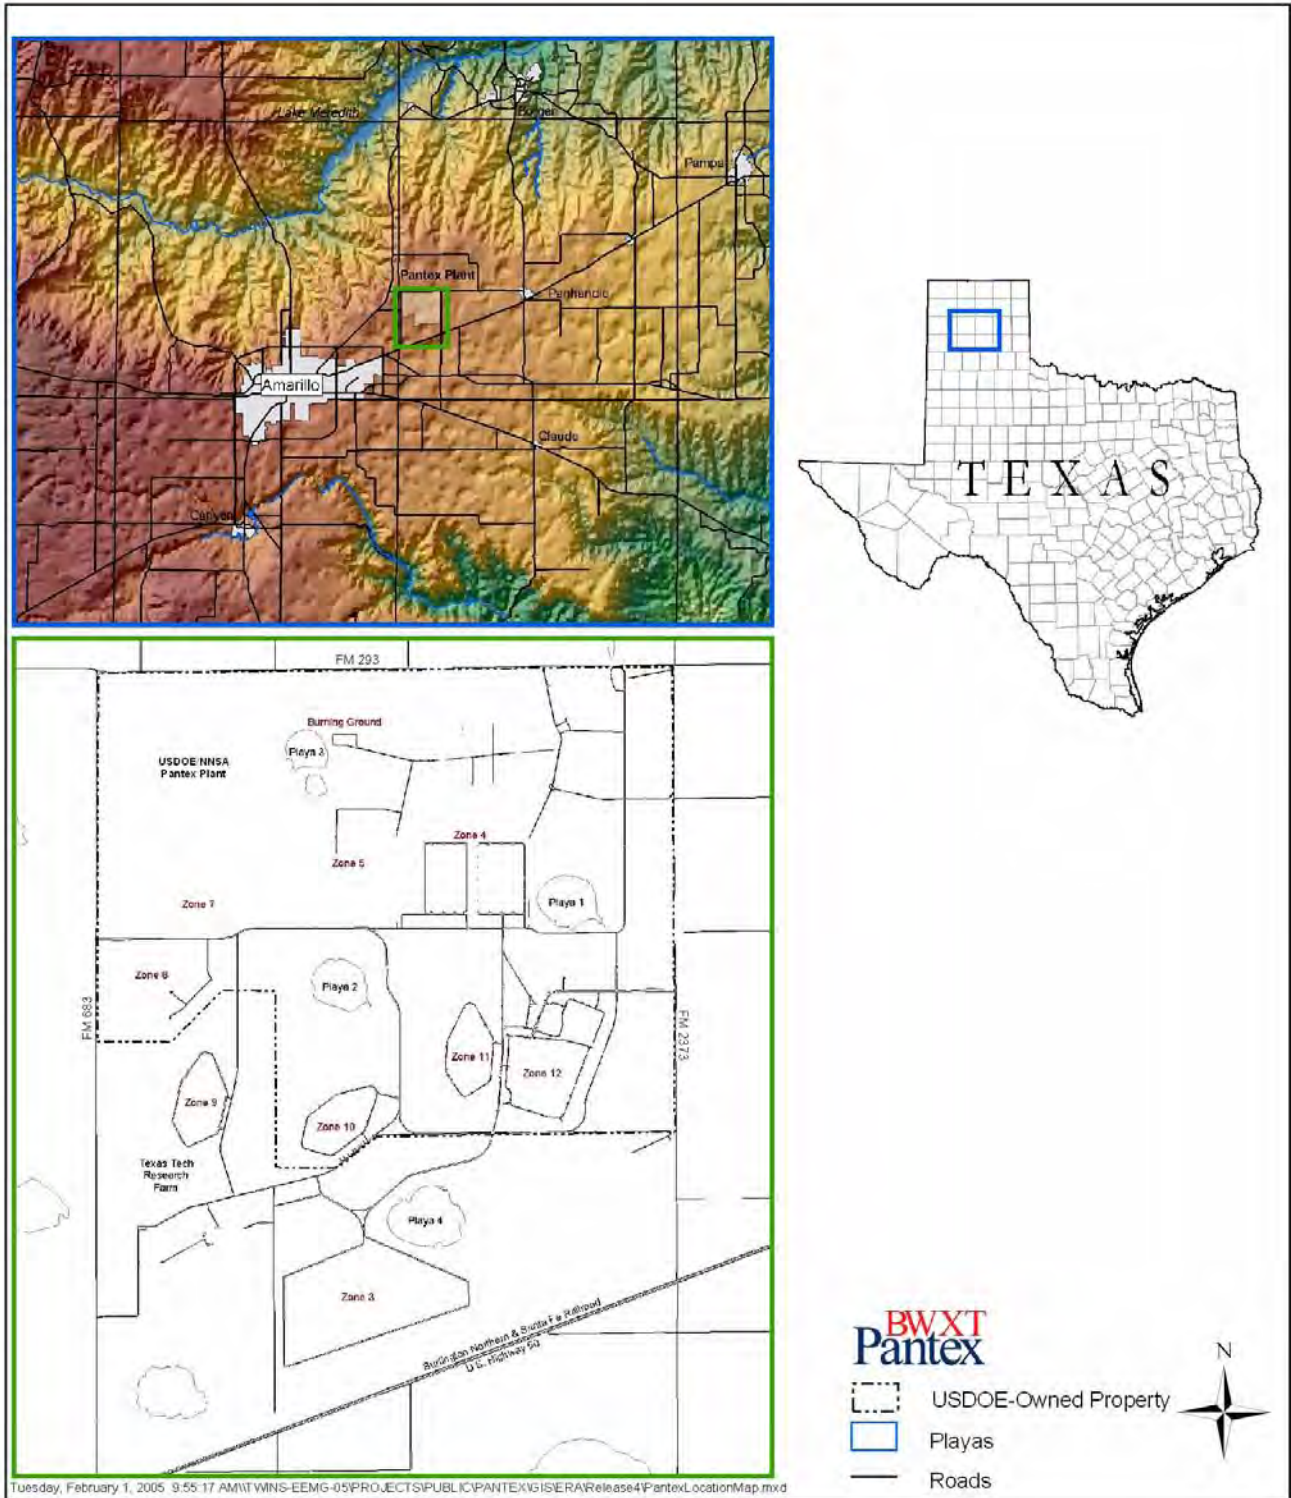 Lake Meredith
Borger
Pampa
Pantex Plant
Panhandle
Amarillo
Claude
Canyon
TEXAS
FM 293
Burning Ground
Playa 3
USDOE/NNSA
Pantex Plant
Zone 4
Zone 5
Zone 7
Playa 1
Zone 8
Playa 2
FM 683
FM 2373
Zone 11
Zone 12
Zone 9
Zone 10
Texas Tech
Research
Farm
Playa 4
Zone 3
Burlington Northern & Santa Fe Railroad
U.S. Highway 60
BWXT
Pantex
N
USDOE-Owned Property
Playas
Roads
Tuesday, February 1, 2005 9:55:17 AM\\TWINS-EEMG-05\PROJECTS\PUBLIC\PANTEX\GIS\ERA\Release4\PantexLocationMap.mxd